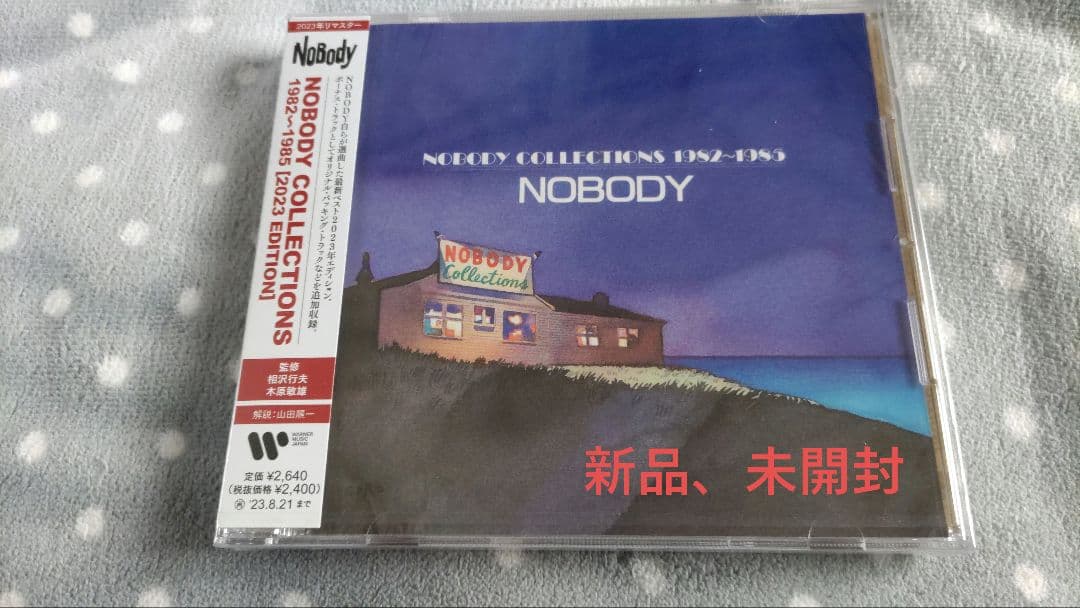 2023年リマスター
NOBODY
NOBODY COLLECTIONS
1982〜1985 [2023 EDITION]
NOBODY自らが選曲した最新ベスト2023年エディション。
ボーナス・トラックとしてオリジナル・バッキング・トラックなどを追加収録。
監修
相沢行夫
木原敏雄
解説：山田順一
WARNER
MUSIC
JAPAN
定価 ¥2,640
（税抜価格 ¥2,400）
'23.8.21 まで
NOBODY COLLECTIONS 1982~1985
NOBODY
NOBODY
Collections
新品、未開封